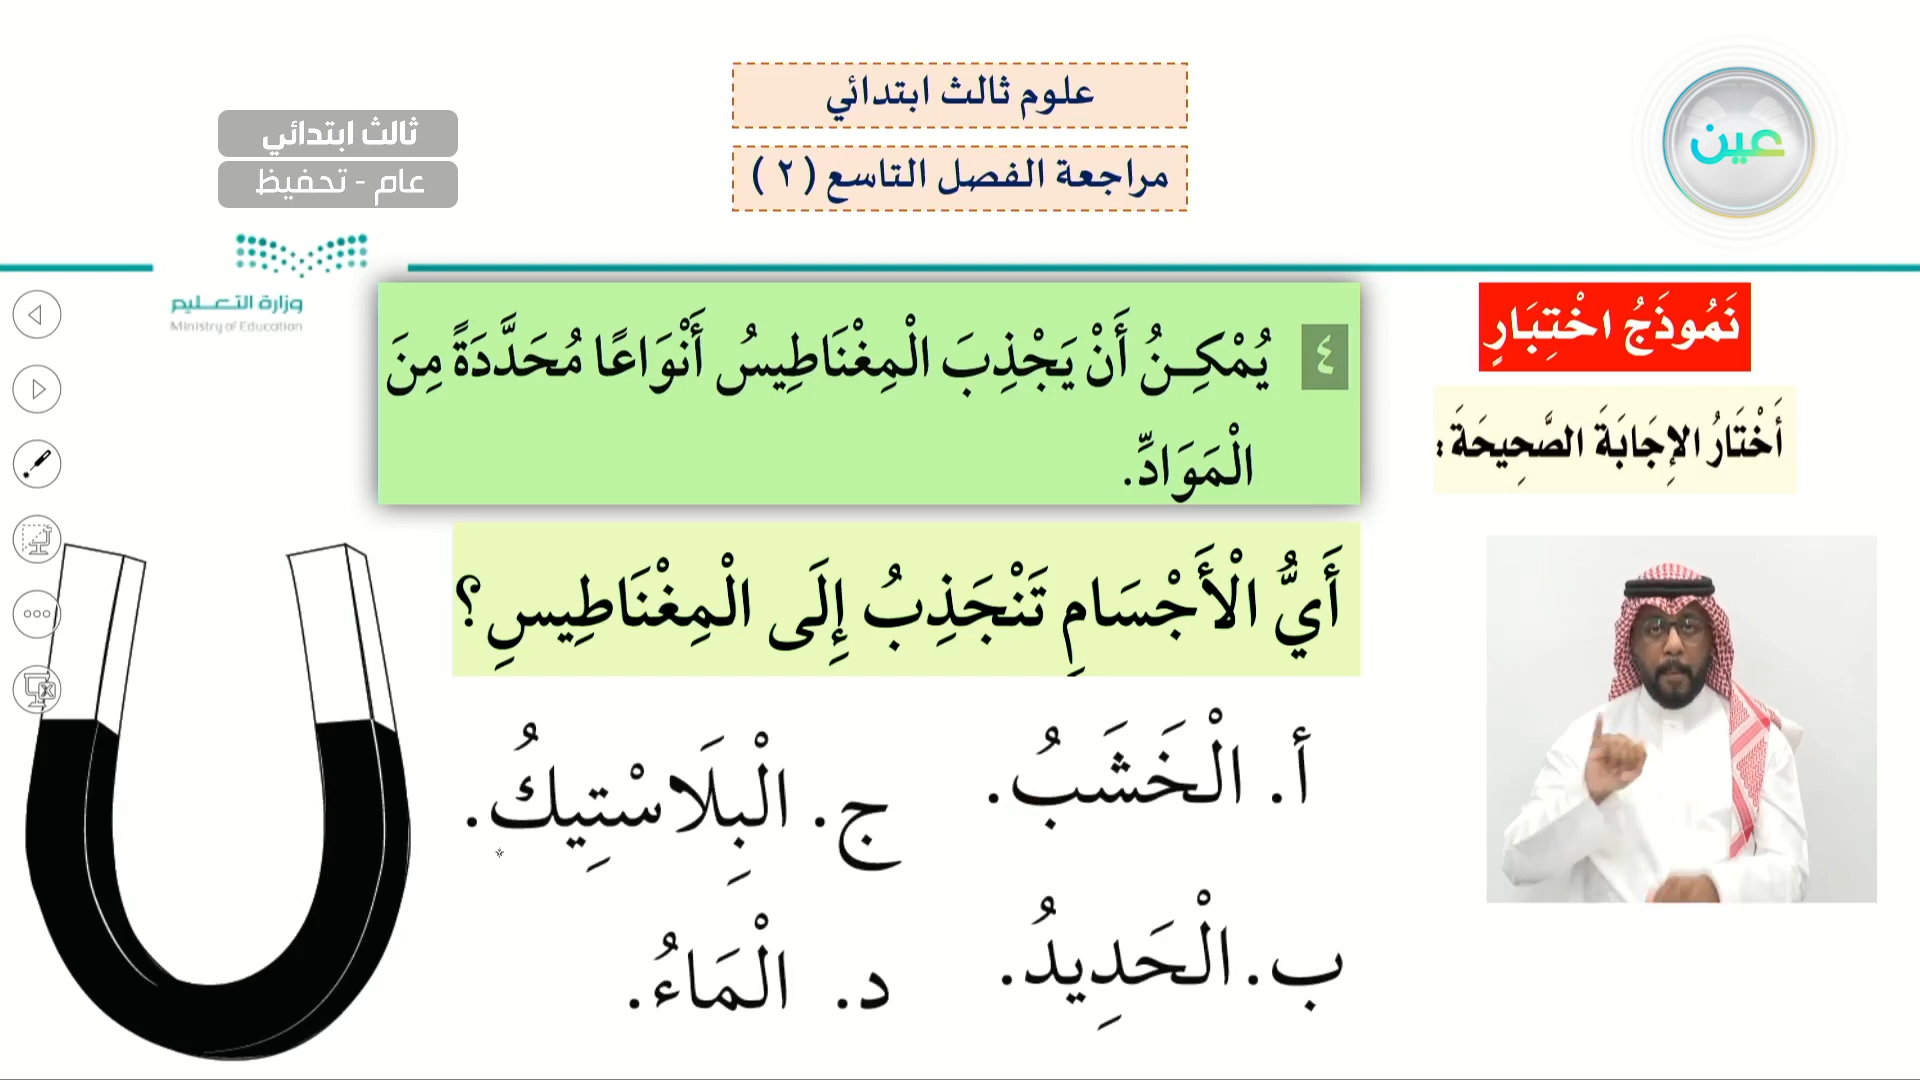 علوم ثالث ابتدائي
مراجعة الفصل التاسع ( ٢ )
عين
ثالث ابتدائي
عام - تحفيظ
وزارة التعليم
Ministry of Education
نَمُوذَجُ اخْتِبَارٍ
أَخْتَارُ الإِجَابَةَ الصَّحِيحَةَ :
٤ يُمْكِنُ أَنْ يَجْذِبَ الْمِغْنَاطِيسُ أَنْوَاعًا مُحَدَّدَةً مِنَ
الْمَوَادِّ.
أَيُّ الْأَجْسَامِ تَنْجَذِبُ إِلَى الْمِغْنَاطِيسِ؟
أ. الْخَشَبُ.
ج. الْبِلَاسْتِيكُ.
ب. الْحَدِيدُ.
د. الْمَاءُ.